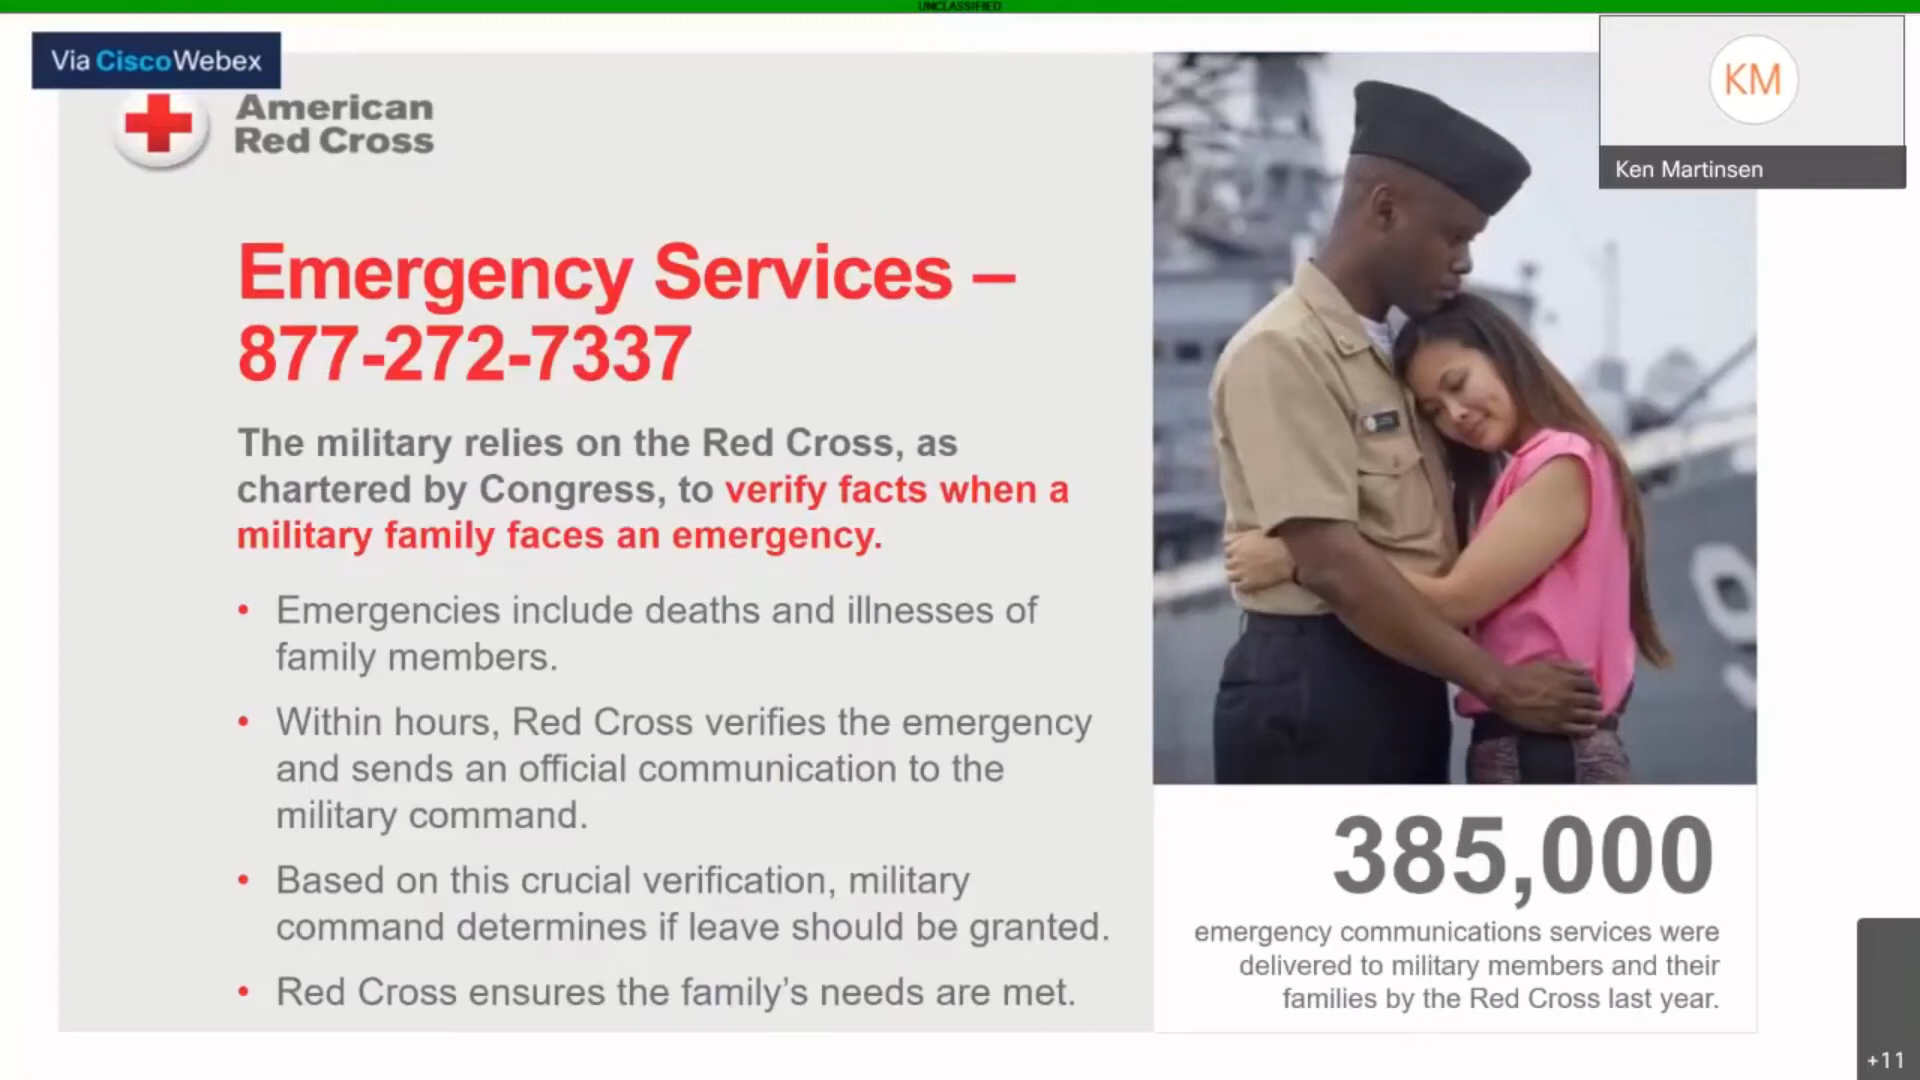 UNCLASSIFIED
Via CiscoWebex
American
Red Cross
KM
Ken Martinsen
Emergency Services –
877-272-7337
The military relies on the Red Cross, as
chartered by Congress, to verify facts when a
military family faces an emergency.
• Emergencies include deaths and illnesses of
family members.
• Within hours, Red Cross verifies the emergency
and sends an official communication to the
military command.
• Based on this crucial verification, military
command determines if leave should be granted.
• Red Cross ensures the family’s needs are met.
9
385,000
emergency communications services were
delivered to military members and their
families by the Red Cross last year.
+11